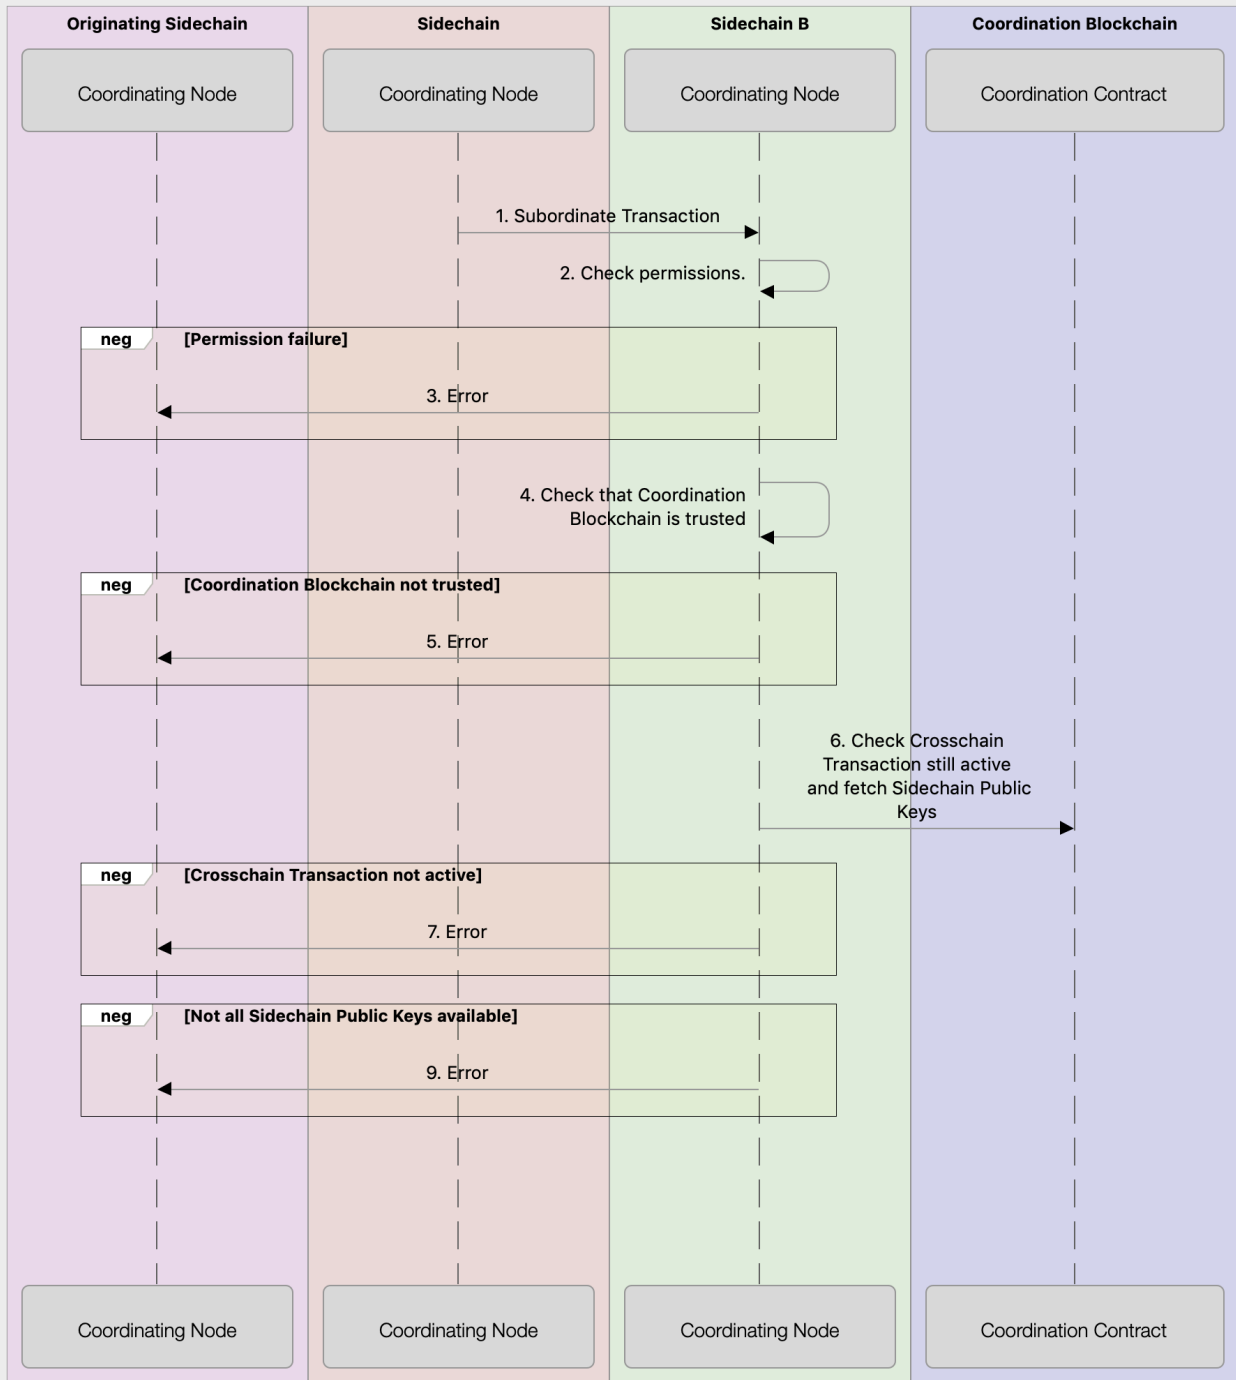 Originating Sidechain
Sidechain
Sidechain B
Coordination Blockchain
Coordinating Node
Coordinating Node
Coordinating Node
Coordination Contract
1. Subordinate Transaction
2. Check permissions.
neg
[Permission failure]
3. Error
4. Check that Coordination
Blockchain is trusted
neg
[Coordination Blockchain not trusted]
5. Error
6. Check Crosschain
Transaction still active
and fetch Sidechain Public
Keys
neg
[Crosschain Transaction not active]
7. Error
neg
[Not all Sidechain Public Keys available]
9. Error
Coordinating Node
Coordinating Node
Coordinating Node
Coordination Contract